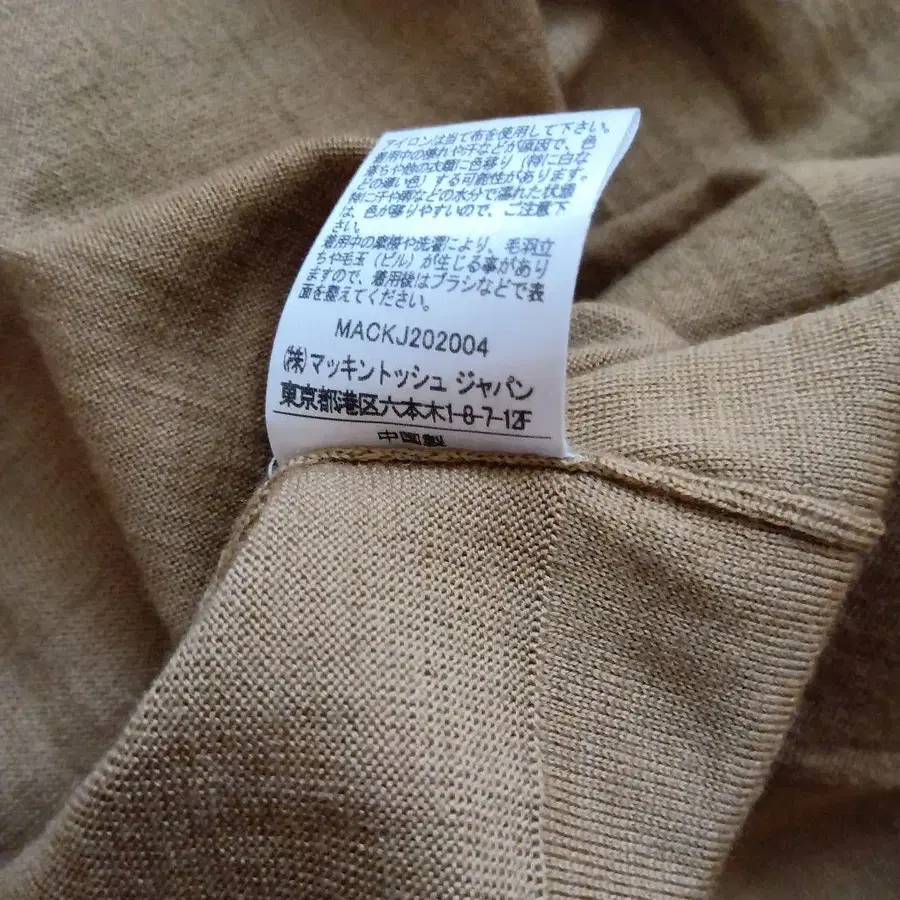 アイロンは当て布を使用して下さい。
着用中の擦れや汗などが原因で、色
落ちや他の衣類に色移り(特に白な
どの濃い色)する可能性があります。
特に汗や雨などの水分で濡れた状態
は、色が移りやすいので、ご注意下
さい。
着用中の摩擦や洗濯により、毛羽立
ちや毛玉(ピル)が生じる事があり
ますので、着用後はブラシなどで表
面を整えてください。
MACKJ202004
(株)マッキントッシュ ジャパン
東京都港区六本木1-8-7-12F
中国製